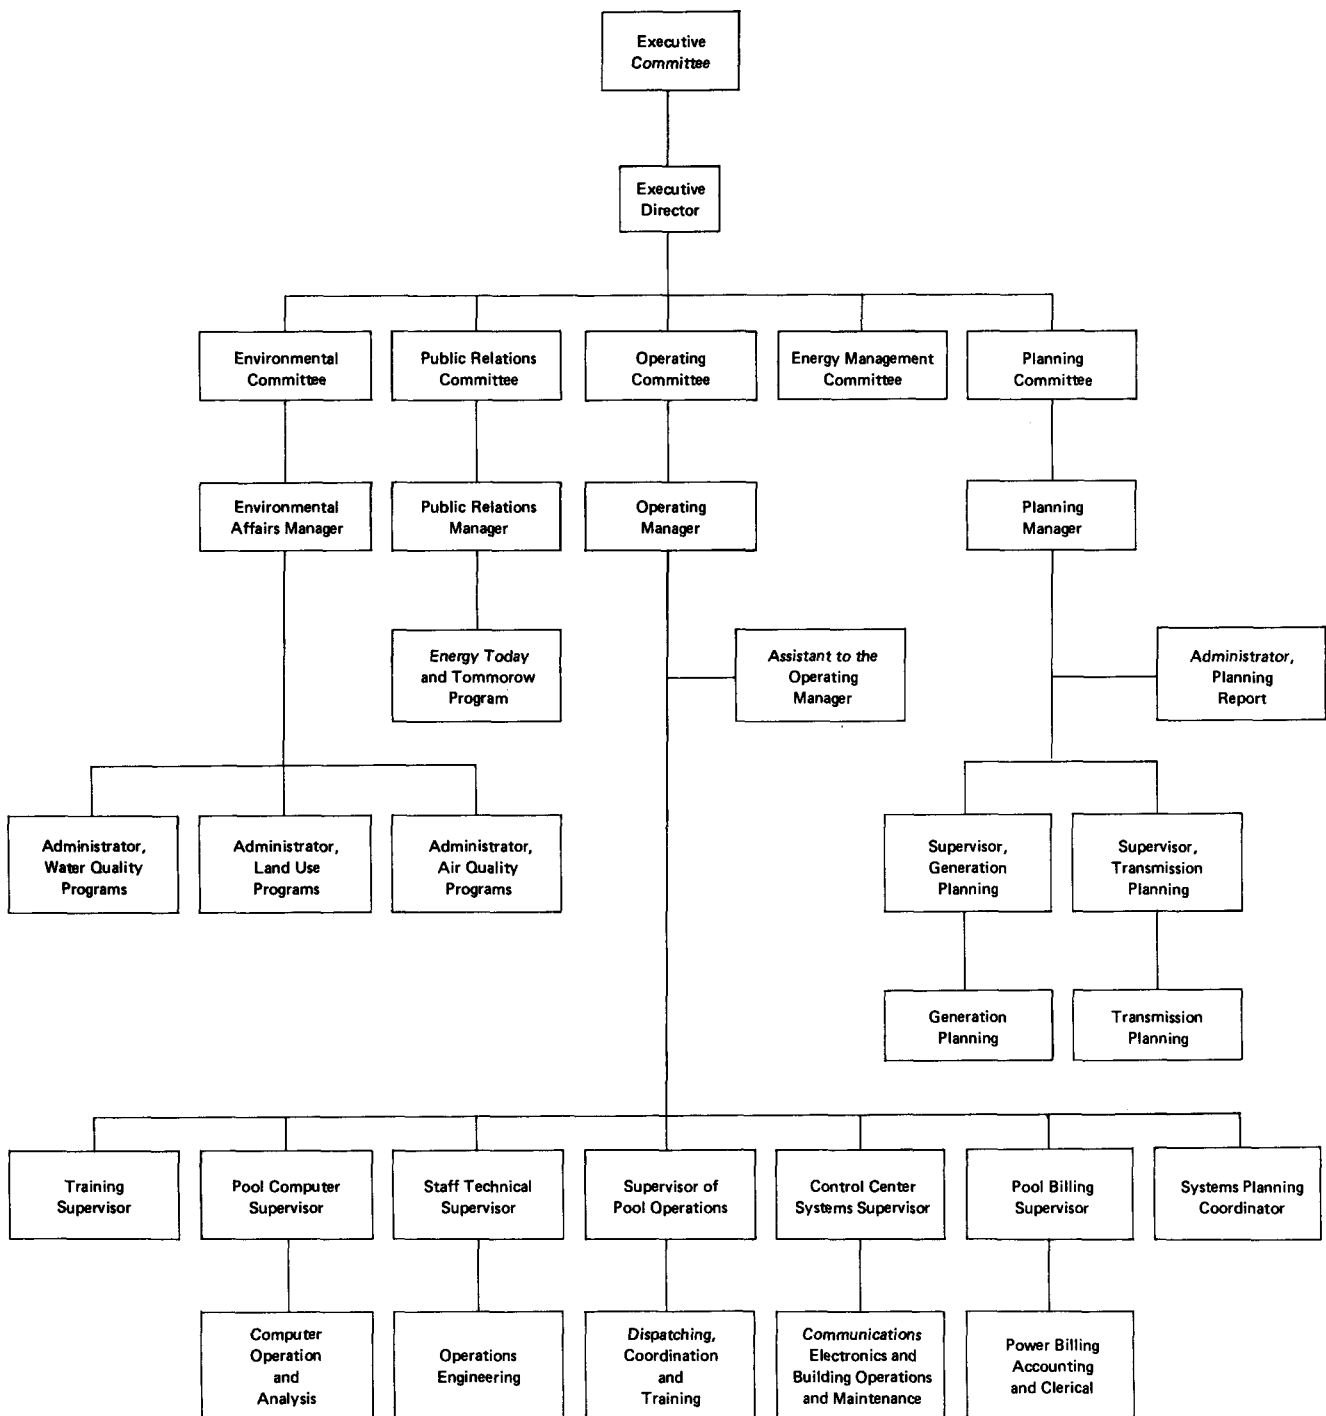 Executive
Committee
Executive
Director
Environmental
Committee
Public Relations
Committee
Operating
Committee
Energy Management
Committee
Planning
Committee
Environmental
Affairs Manager
Public Relations
Manager
Operating
Manager
Planning
Manager
Energy Today
and Tommorow
Program
Assistant to the
Operating
Manager
Administrator,
Planning
Report
Administrator,
Water Quality
Programs
Administrator,
Land Use
Programs
Administrator,
Air Quality
Programs
Supervisor,
Generation
Planning
Supervisor,
Transmission
Planning
Generation
Planning
Transmission
Planning
Training
Supervisor
Pool Computer
Supervisor
Staff Technical
Supervisor
Supervisor of
Pool Operations
Control Center
Systems Supervisor
Pool Billing
Supervisor
Systems Planning
Coordinator
Computer
Operation
and
Analysis
Operations
Engineering
Dispatching,
Coordination
and
Training
Communications
Electronics and
Building Operations
and Maintenance
Power Billing
Accounting
and Clerical